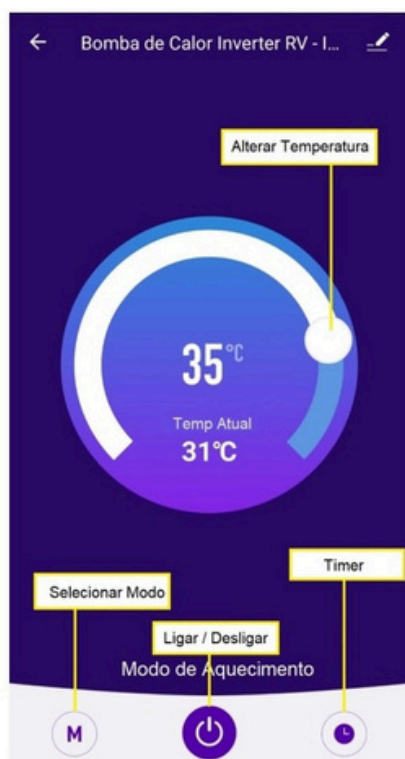 Bomba de Calor Inverter RV - I...
Alterar Temperatura
35°C
Temp Atual
31°C
Timer
Selecionar Modo
Ligar / Desligar
Modo de Aquecimento
M